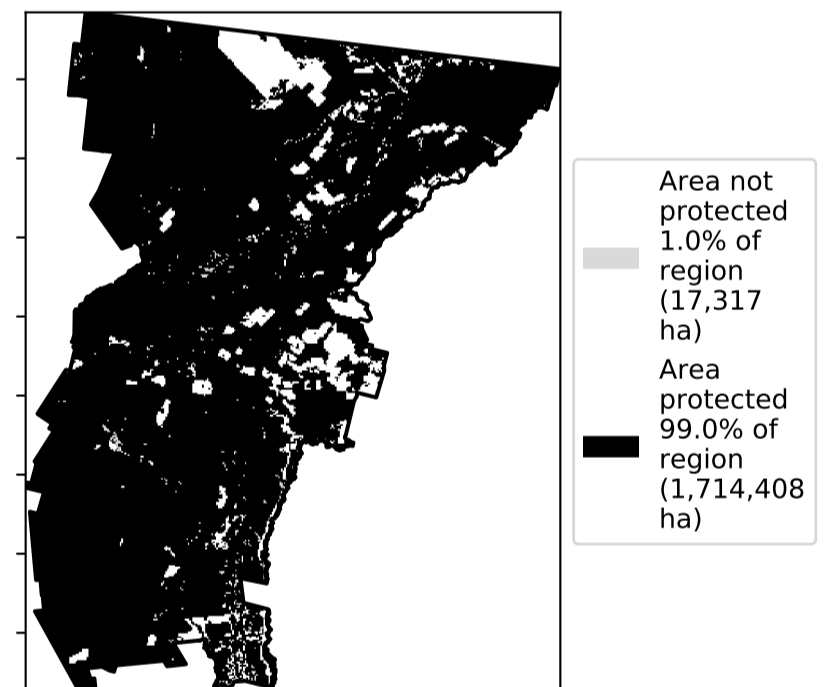 Area not
protected
1.0% of
region
(17,317
ha)
Area
protected
99.0% of
region
(1,714,408
ha)